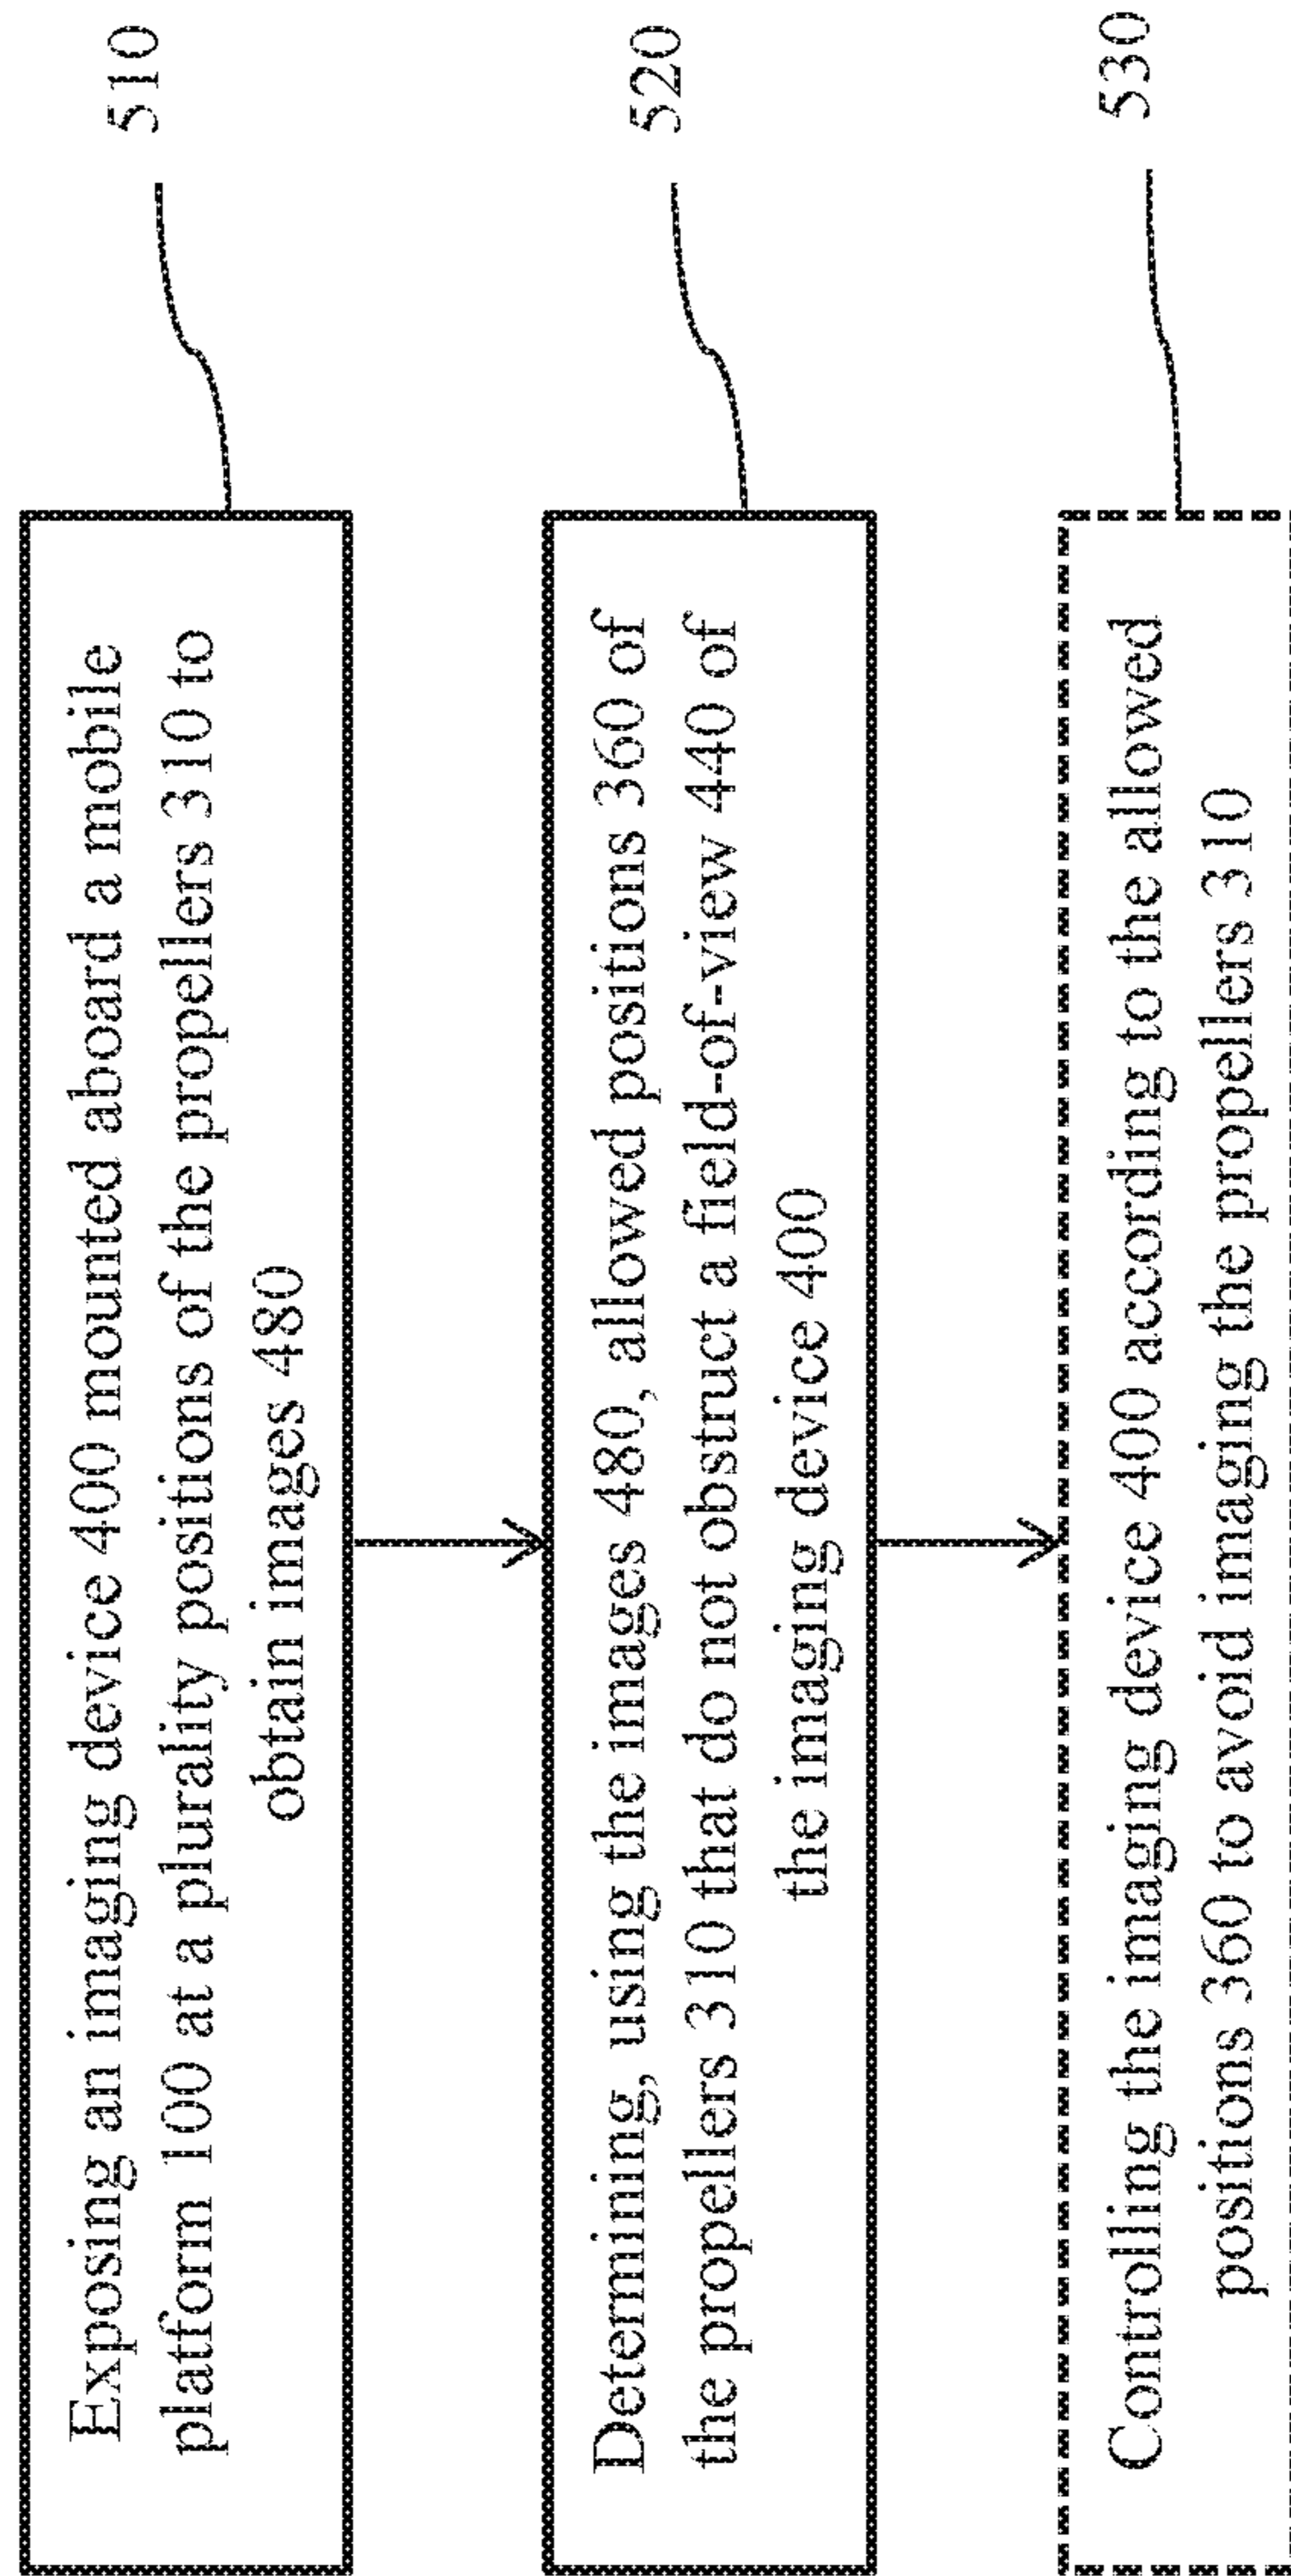 Exposing an imaging device 400 mounted aboard a mobile
platform 100 at a plurality positions of the propellers 310 to
obtain images 480
510
Determining, using the images 480, allowed positions 360 of
the propellers 310 that do not obstruct a field-of-view 440 of
the imaging device 400
520
Controlling the imaging device 400 according to the allowed
positions 360 to avoid imaging the propellers 310
530